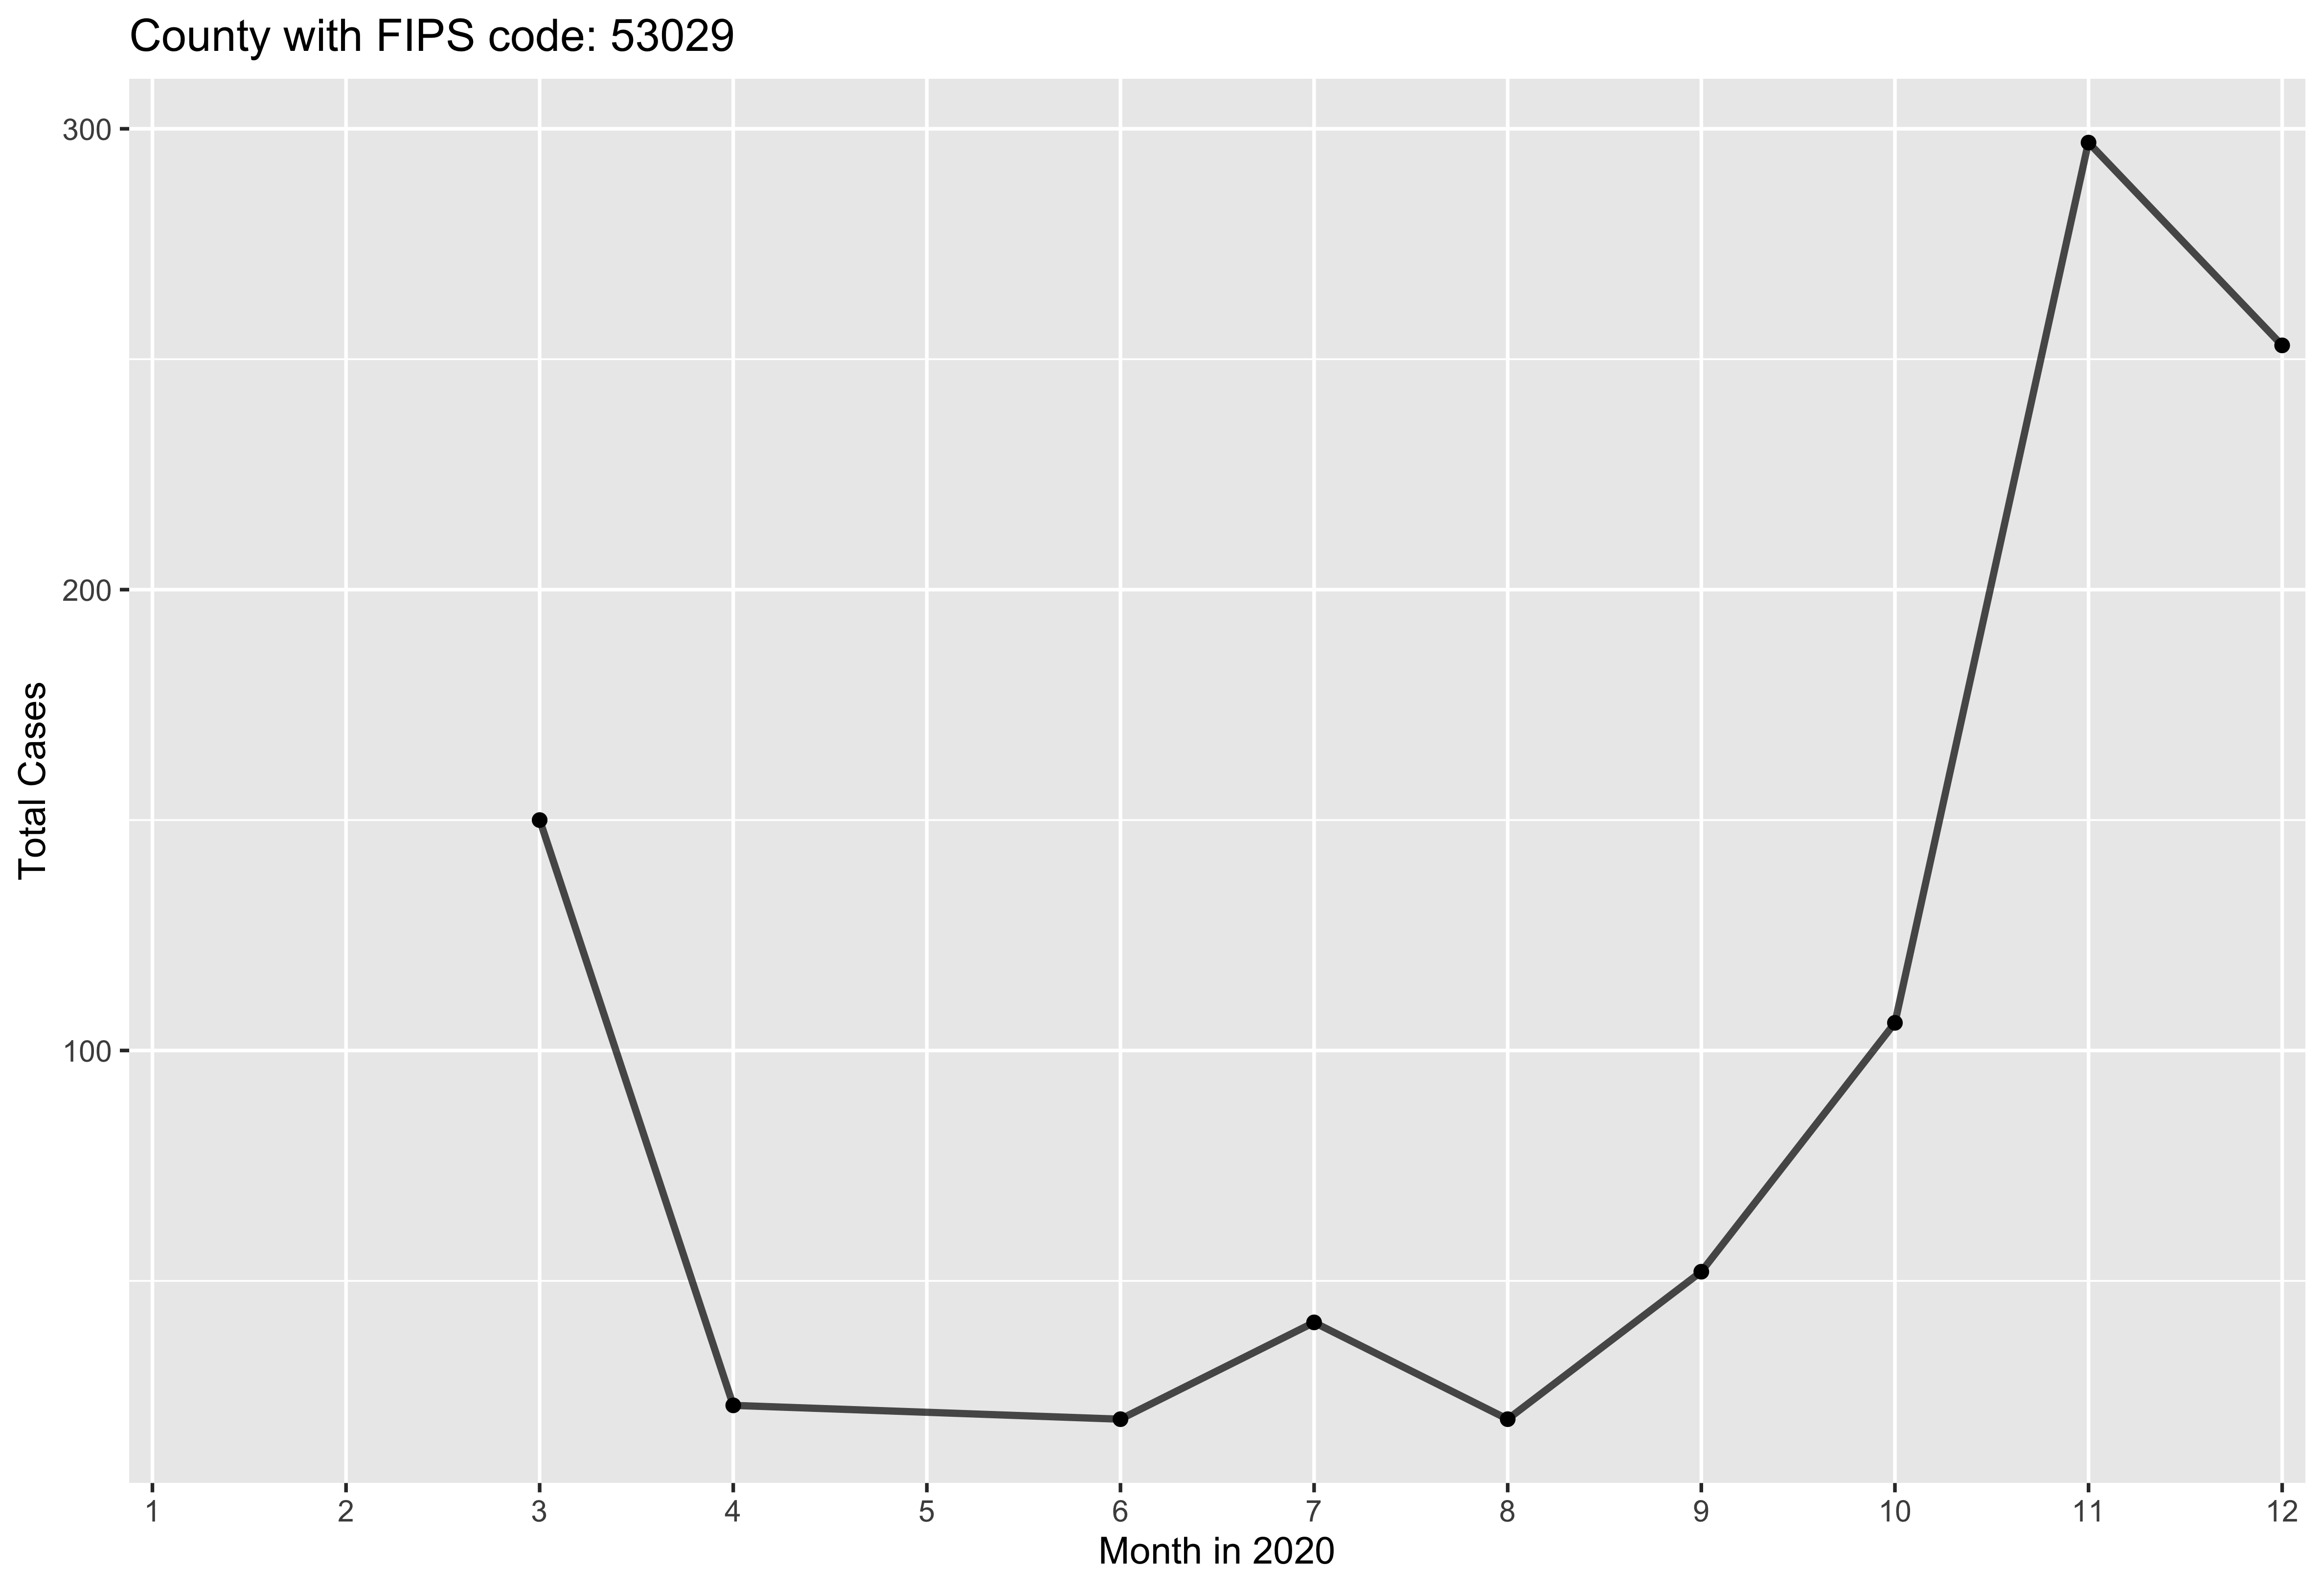 County with FIPS code: 53029
300
200
100
Total Cases
1 2 3 4 5 6 7 8 9 10 11 12
Month in 2020